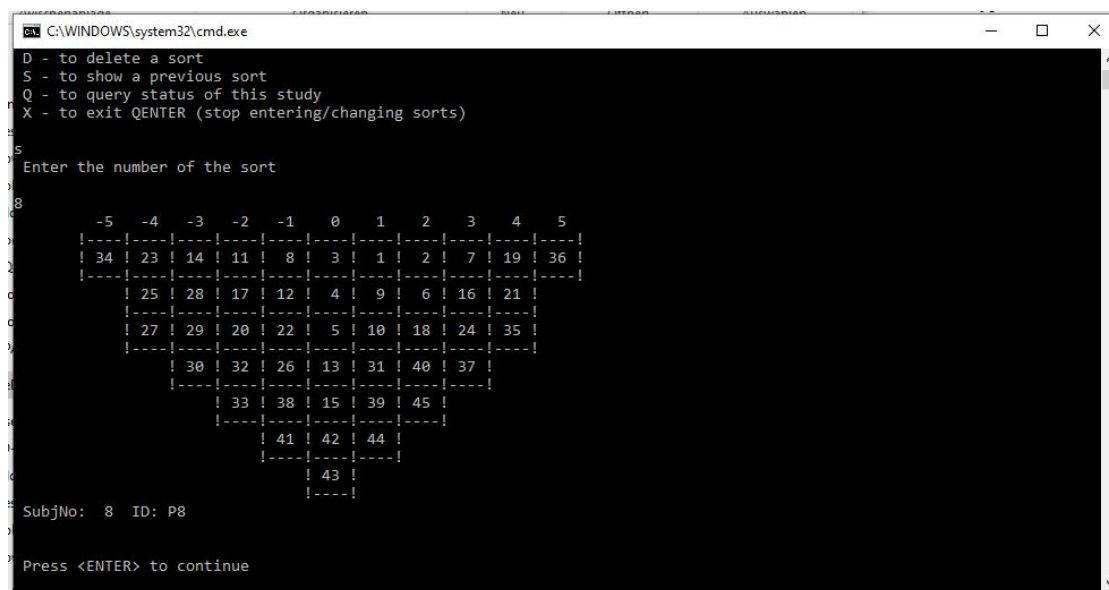 Zwischenablage Organisieren Neu Öffnen Auswählen
C:\WINDOWS\system32\cmd.exe
D - to delete a sort
S - to show a previous sort
Q - to query status of this study
X - to exit QENTER (stop entering/changing sorts)
s
Enter the number of the sort
8
-5 -4 -3 -2 -1 0 1 2 3 4 5
!----!----!----!----!----!----!----!----!----!----!----!
! 34 ! 23 ! 14 ! 11 ! 8 ! 3 ! 1 ! 2 ! 7 ! 19 ! 36 !
!----!----!----!----!----!----!----!----!----!----!----!
! 25 ! 28 ! 17 ! 12 ! 4 ! 9 ! 6 ! 16 ! 21 !
!----!----!----!----!----!----!----!----!----!
! 27 ! 29 ! 20 ! 22 ! 5 ! 10 ! 18 ! 24 ! 35 !
!----!----!----!----!----!----!----!----!----!
! 30 ! 32 ! 26 ! 13 ! 31 ! 40 ! 37 !
!----!----!----!----!----!----!----!
! 33 ! 38 ! 15 ! 39 ! 45 !
!----!----!----!----!----!
! 41 ! 42 ! 44 !
!----!----!----!
! 43 !
!----!
SubjNo: 8 ID: P8
Press <ENTER> to continue